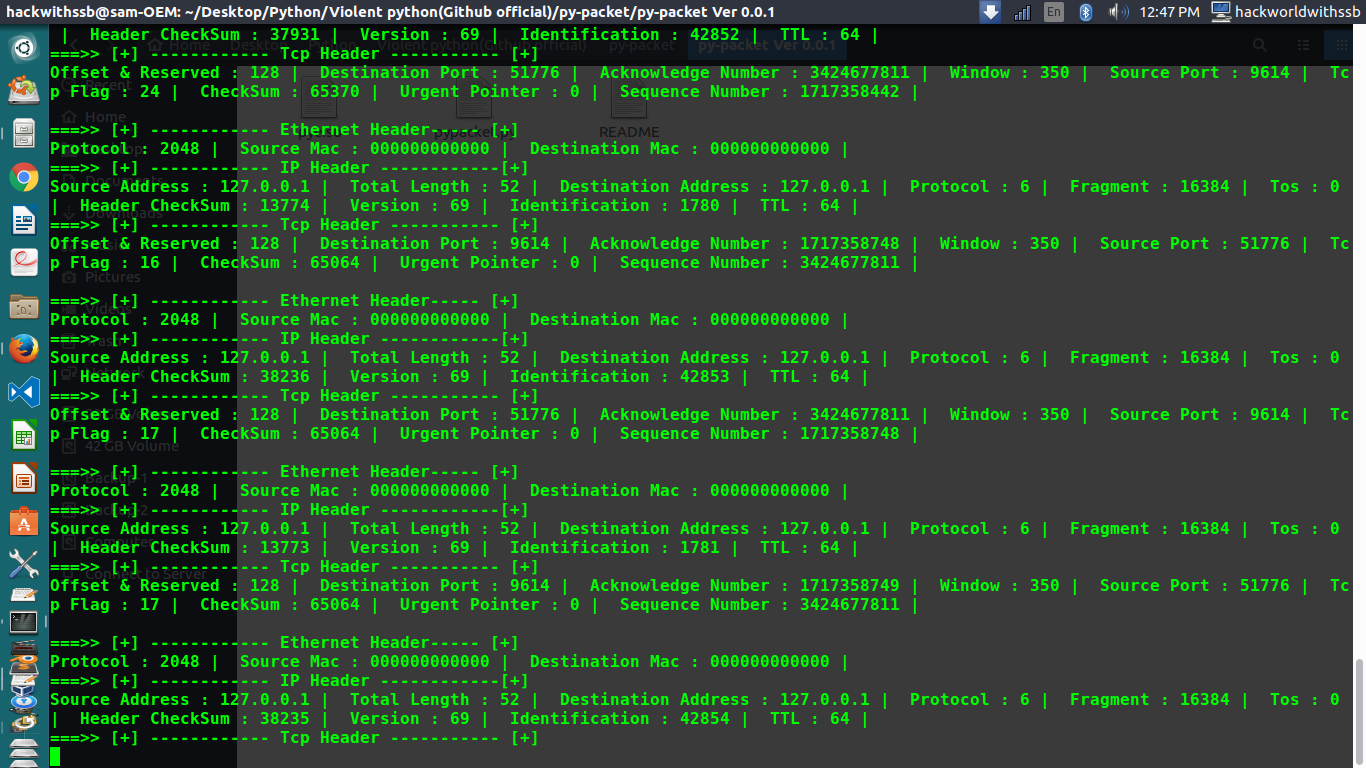 hackwithssb@sam-OEM: ~/Desktop/Python/Violent python(Github official)/py-packet/py-packet Ver 0.0.1 En 12:47 PM hackworldwithssb
|  Header CheckSum : 37931 |  Version : 69 |  Identification : 42852 |  TTL : 64 |
===>> [+] ------------ Tcp Header ----------- [+]
Offset & Reserved : 128 |  Destination Port : 51776 |  Acknowledge Number : 3424677811 |  Window : 350 |  Source Port : 9614 |  Tc
p Flag : 24 |  CheckSum : 65370 |  Urgent Pointer : 0 |  Sequence Number : 1717358442 |
README
===>> [+] ------------ Ethernet Header----- [+]
Protocol : 2048 |  Source Mac : 000000000000 |  Destination Mac : 000000000000 |
===>> [+] ------------ IP Header ------------[+]
Source Address : 127.0.0.1 |  Total Length : 52 |  Destination Address : 127.0.0.1 |  Protocol : 6 |  Fragment : 16384 |  Tos : 0
|  Header CheckSum : 13774 |  Version : 69 |  Identification : 1780 |  TTL : 64 |
===>> [+] ------------ Tcp Header ----------- [+]
Offset & Reserved : 128 |  Destination Port : 9614 |  Acknowledge Number : 1717358748 |  Window : 350 |  Source Port : 51776 |  Tc
p Flag : 16 |  CheckSum : 65064 |  Urgent Pointer : 0 |  Sequence Number : 3424677811 |
Pictures
===>> [+] ------------ Ethernet Header----- [+]
Protocol : 2048 |  Source Mac : 000000000000 |  Destination Mac : 000000000000 |
===>> [+] ------------ IP Header ------------[+]
Source Address : 127.0.0.1 |  Total Length : 52 |  Destination Address : 127.0.0.1 |  Protocol : 6 |  Fragment : 16384 |  Tos : 0
|  Header CheckSum : 38236 |  Version : 69 |  Identification : 42853 |  TTL : 64 |
===>> [+] ------------ Tcp Header ----------- [+]
Offset & Reserved : 128 |  Destination Port : 51776 |  Acknowledge Number : 3424677811 |  Window : 350 |  Source Port : 9614 |  Tc
p Flag : 17 |  CheckSum : 65064 |  Urgent Pointer : 0 |  Sequence Number : 1717358748 |
42 GB Volume
===>> [+] ------------ Ethernet Header----- [+]
Protocol : 2048 |  Source Mac : 000000000000 |  Destination Mac : 000000000000 |
===>> [+] ------------ IP Header ------------[+]
Source Address : 127.0.0.1 |  Total Length : 52 |  Destination Address : 127.0.0.1 |  Protocol : 6 |  Fragment : 16384 |  Tos : 0
|  Header CheckSum : 13773 |  Version : 69 |  Identification : 1781 |  TTL : 64 |
===>> [+] ------------ Tcp Header ----------- [+]
Offset & Reserved : 128 |  Destination Port : 9614 |  Acknowledge Number : 1717358749 |  Window : 350 |  Source Port : 51776 |  Tc
p Flag : 17 |  CheckSum : 65064 |  Urgent Pointer : 0 |  Sequence Number : 3424677811 |
===>> [+] ------------ Ethernet Header----- [+]
Protocol : 2048 |  Source Mac : 000000000000 |  Destination Mac : 000000000000 |
===>> [+] ------------ IP Header ------------[+]
Source Address : 127.0.0.1 |  Total Length : 52 |  Destination Address : 127.0.0.1 |  Protocol : 6 |  Fragment : 16384 |  Tos : 0
|  Header CheckSum : 38235 |  Version : 69 |  Identification : 42854 |  TTL : 64 |
===>> [+] ------------ Tcp Header ----------- [+]